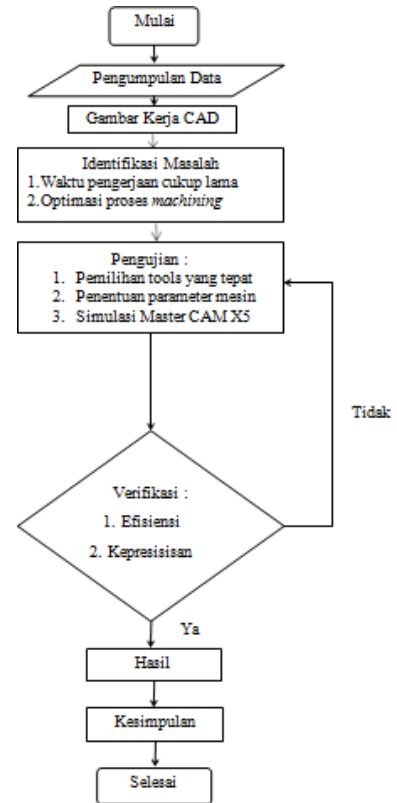 Mulai
Pengumpulan Data
Gambar Kerja CAD
Identifikasi Masalah
1.Waktu pengerjaan cukup lama
2.Optimasi proses machining
Pengujian :
1. Pemilihan tools yang tepat
2. Penentuan parameter mesin
3. Simulasi Master CAM X5
Tidak
Verifikasi :
1. Efisiensi
2. Kepresisisan
Ya
Hasil
Kesimpulan
Selesai